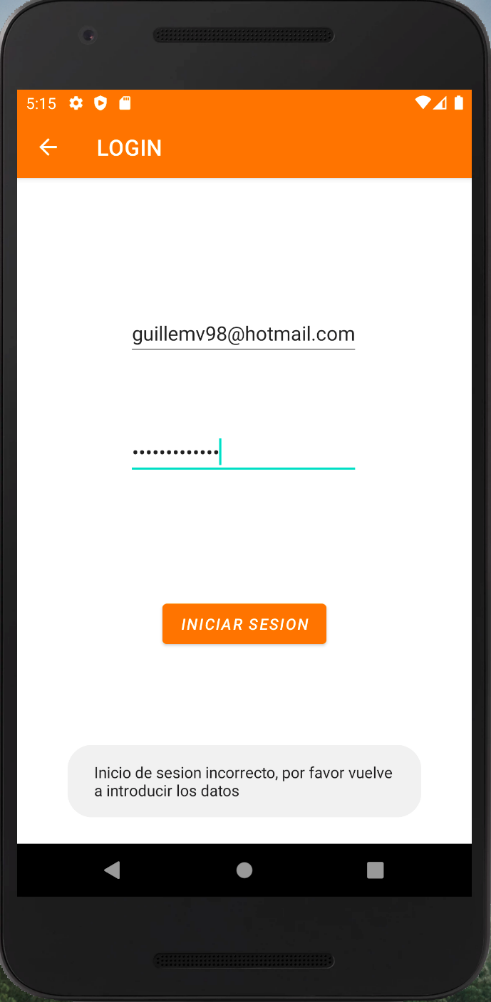 5:15
LOGIN
guillemv98@hotmail.com
•••••••••••••
INICIAR SESION
Inicio de sesion incorrecto, por favor vuelve
a introducir los datos